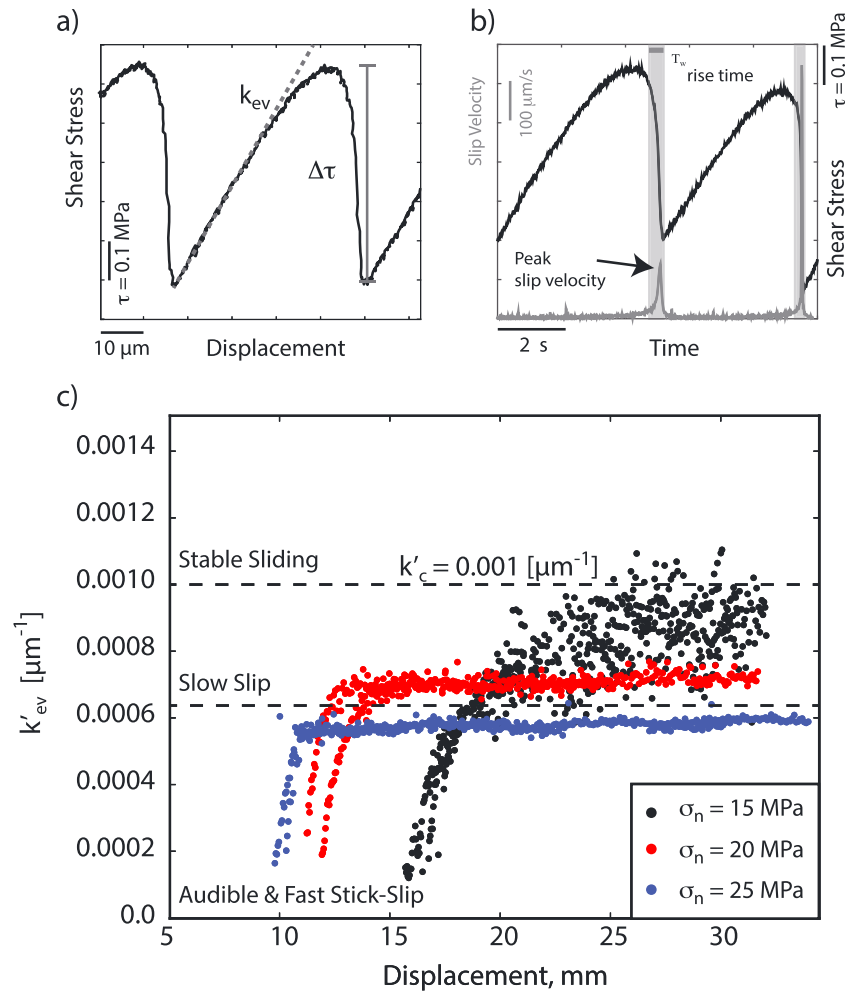 a)
k_ev
Δτ
Shear Stress
τ = 0.1 MPa
10 μm
Displacement
b)
T_w
rise time
τ = 0.1 MPa
Slip Velocity
100 μm/s
Shear Stress
Peak
slip velocity
2 s
Time
c)
0.0014
0.0012
0.0010
0.0008
0.0006
0.0004
0.0002
0.0
k′_ev [μm⁻¹]
Stable Sliding
k′_c = 0.001 [μm⁻¹]
Slow Slip
Audible & Fast Stick-Slip
σ_n = 15 MPa
σ_n = 20 MPa
σ_n = 25 MPa
5 10 15 20 25 30
Displacement, mm